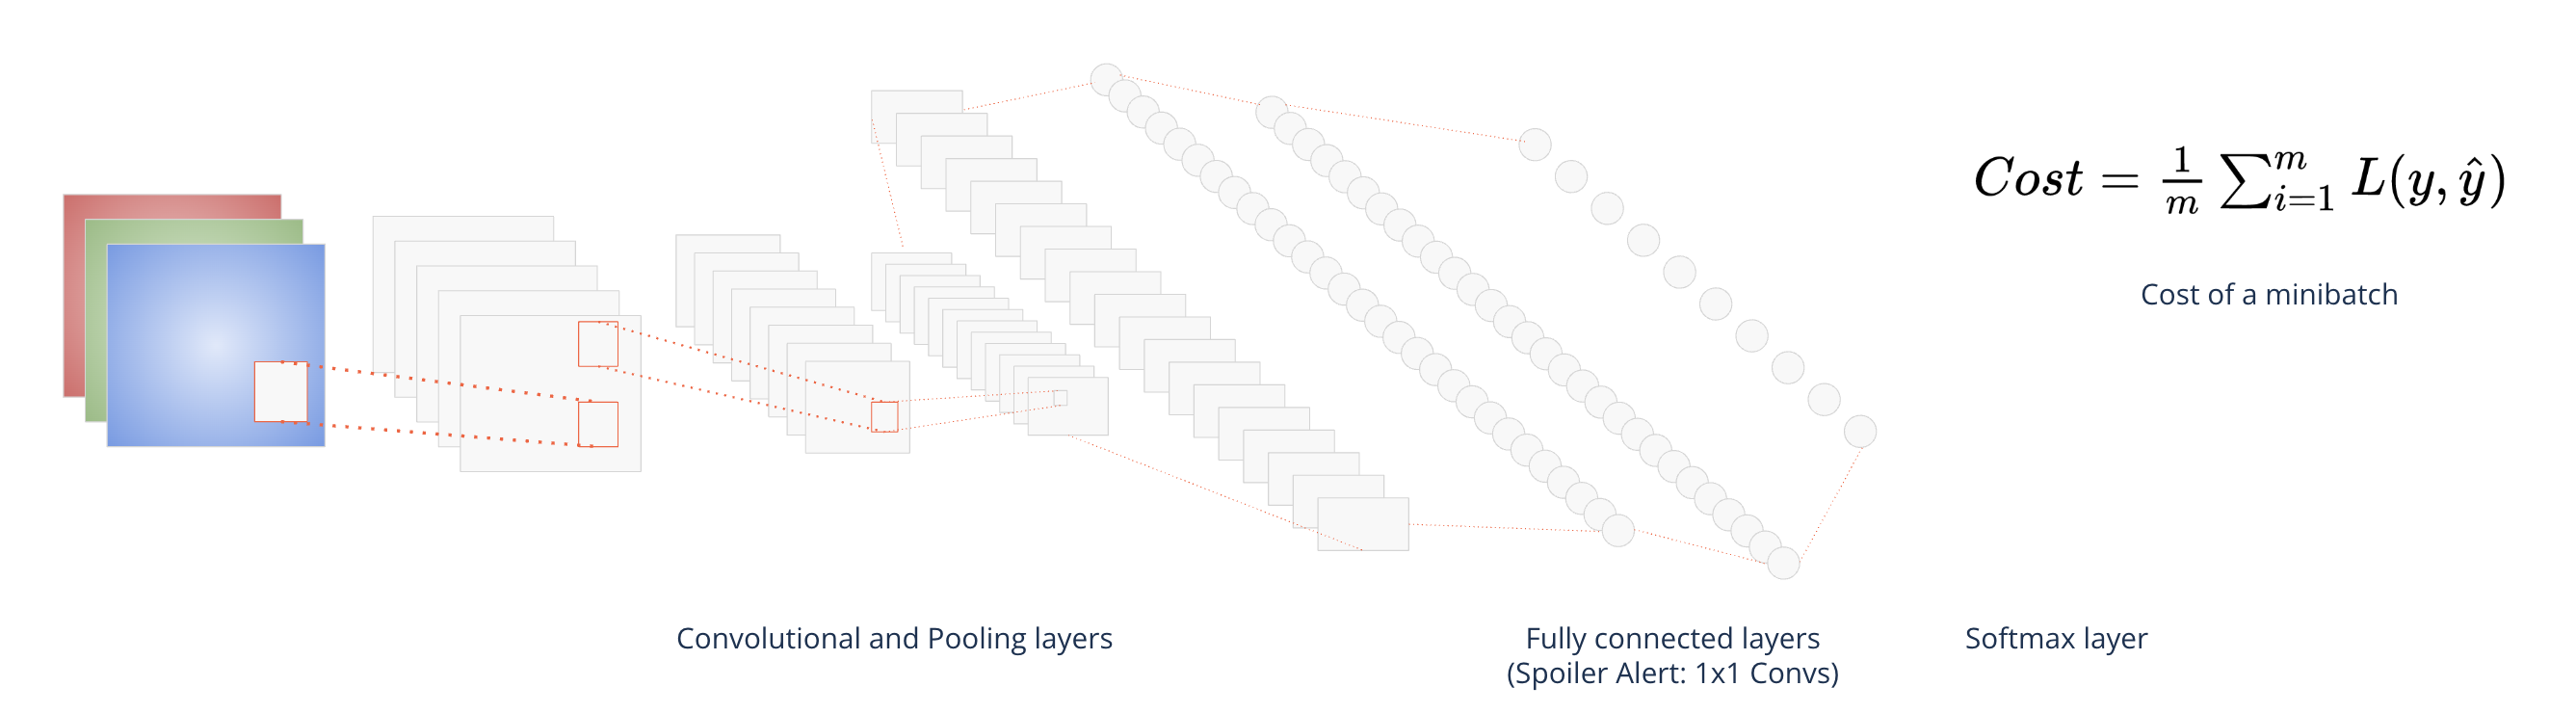 Cost = \frac{1}{m} \sum_{i=1}^{m} L(y, \hat{y})
Cost of a minibatch
Convolutional and Pooling layers
Fully connected layers
(Spoiler Alert: 1x1 Convs)
Softmax layer